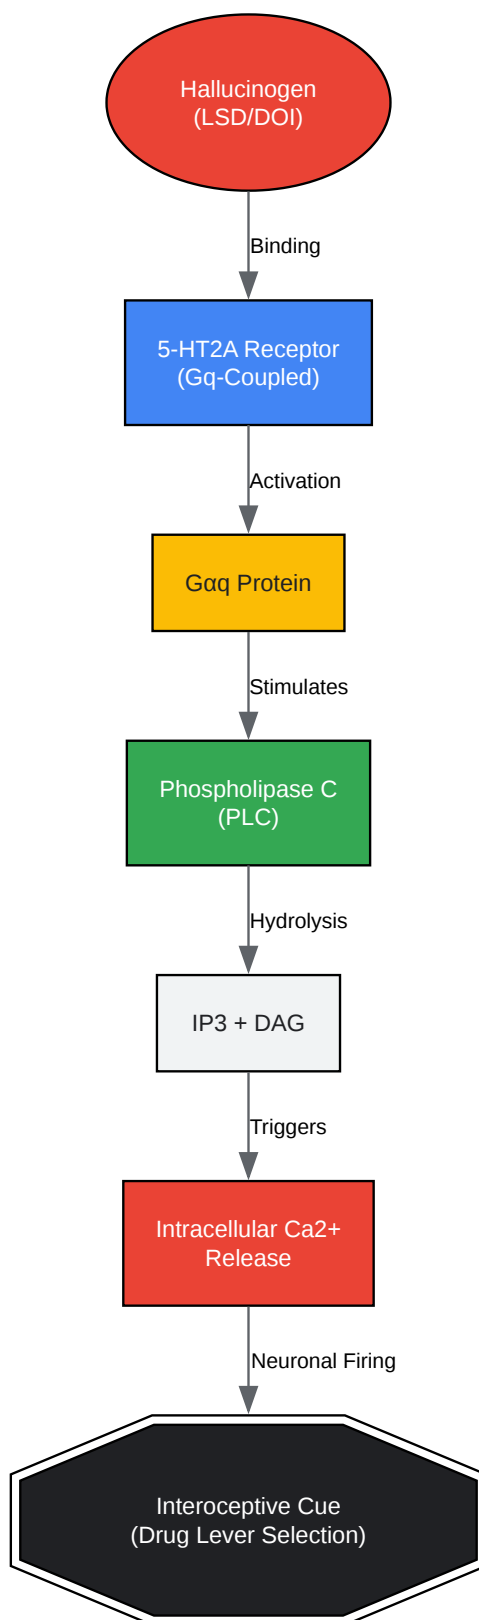 Hallucinogen
(LSD/DOI)
Binding
5-HT2A Receptor
(Gq-Coupled)
Activation
Gαq Protein
Stimulates
Phospholipase C
(PLC)
Hydrolysis
IP3 + DAG
Triggers
Intracellular Ca2+
Release
Neuronal Firing
Interoceptive Cue
(Drug Lever Selection)